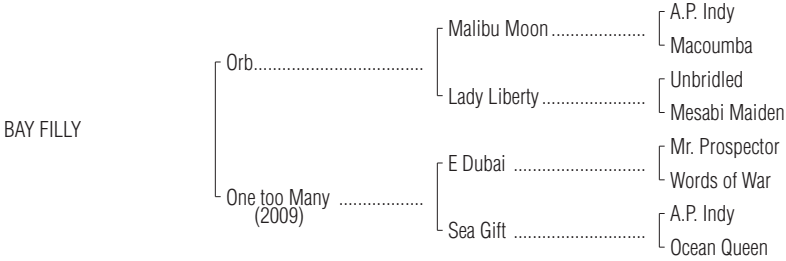 A.P. Indy
Malibu Moon ....................
Macoumba
Orb..................................
Unbridled
Lady Liberty ......................
Mesabi Maiden
BAY FILLY
Mr. Prospector
E Dubai ............................
Words of War
One too Many .................
(2009)
A.P. Indy
Sea Gift ............................
Ocean Queen